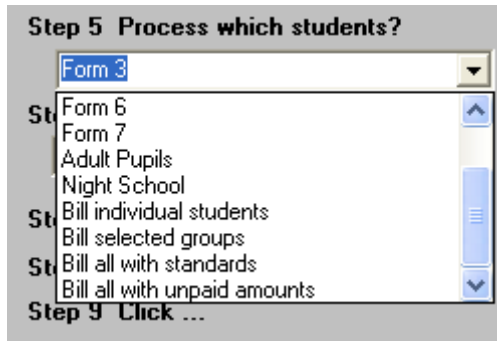 Step 5 Process which students?
Form 3
Form 6
Form 7
Adult Pupils
Night School
Bill individual students
Bill selected groups
Bill all with standards
Bill all with unpaid amounts
Step 9 Click ...